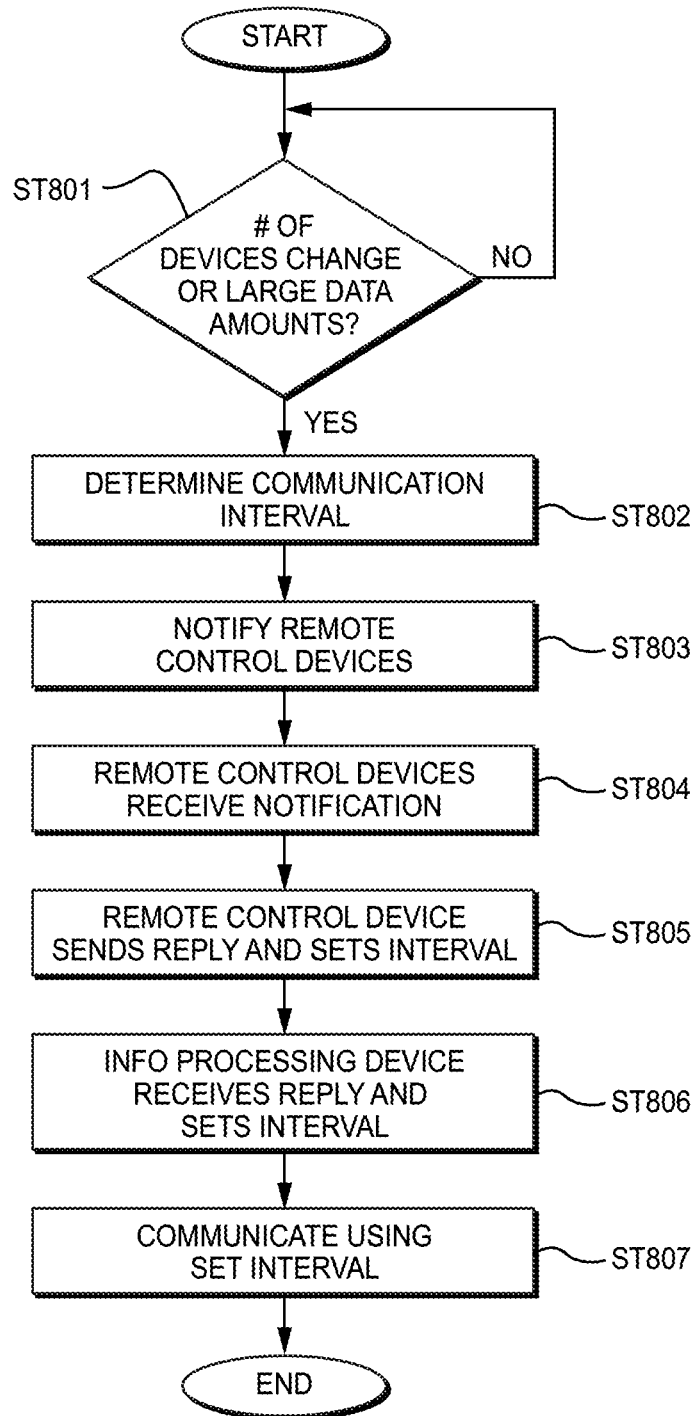 START
ST801
# OF
DEVICES CHANGE
OR LARGE DATA
AMOUNTS?
NO
YES
DETERMINE COMMUNICATION
INTERVAL
ST802
NOTIFY REMOTE
CONTROL DEVICES
ST803
REMOTE CONTROL DEVICES
RECEIVE NOTIFICATION
ST804
REMOTE CONTROL DEVICE
SENDS REPLY AND SETS INTERVAL
ST805
INFO PROCESSING DEVICE
RECEIVES REPLY AND
SETS INTERVAL
ST806
COMMUNICATE USING
SET INTERVAL
ST807
END